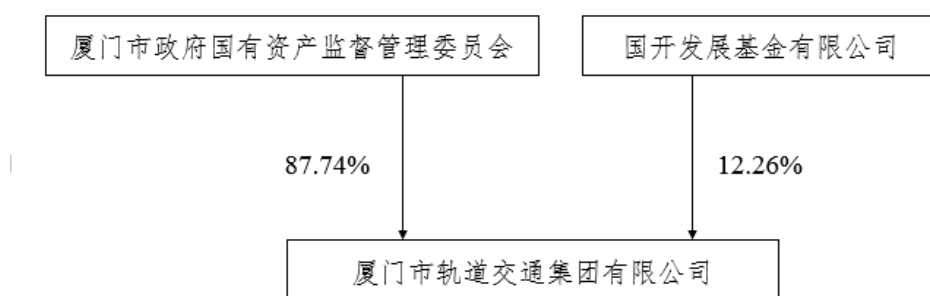 厦门市政府国有资产监督管理委员会
国开发展基金有限公司
87.74%
12.26%
厦门市轨道交通集团有限公司